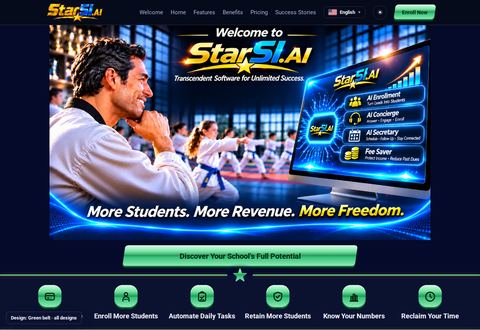 StarSI.AI
Welcome Home Features Benefits Pricing Success Stories English Enroll Now
Welcome to
StarSI.AI
Transcendent Software for Unlimited Success.
StarSI.AI
AI Enrollment
Turn Leads Into Students
AI Concierge
Answer • Engage • Enroll
AI Secretary
Schedule • Follow Up • Stay Connected
Fee Saver
Protect Income • Reduce Past Dues
StarSI.AI
More Students. More Revenue. More Freedom.
Discover Your School's Full Potential
Enroll More Students Automate Daily Tasks Retain More Students Know Your Numbers Reclaim Your Time
Design: Green belt · all designs